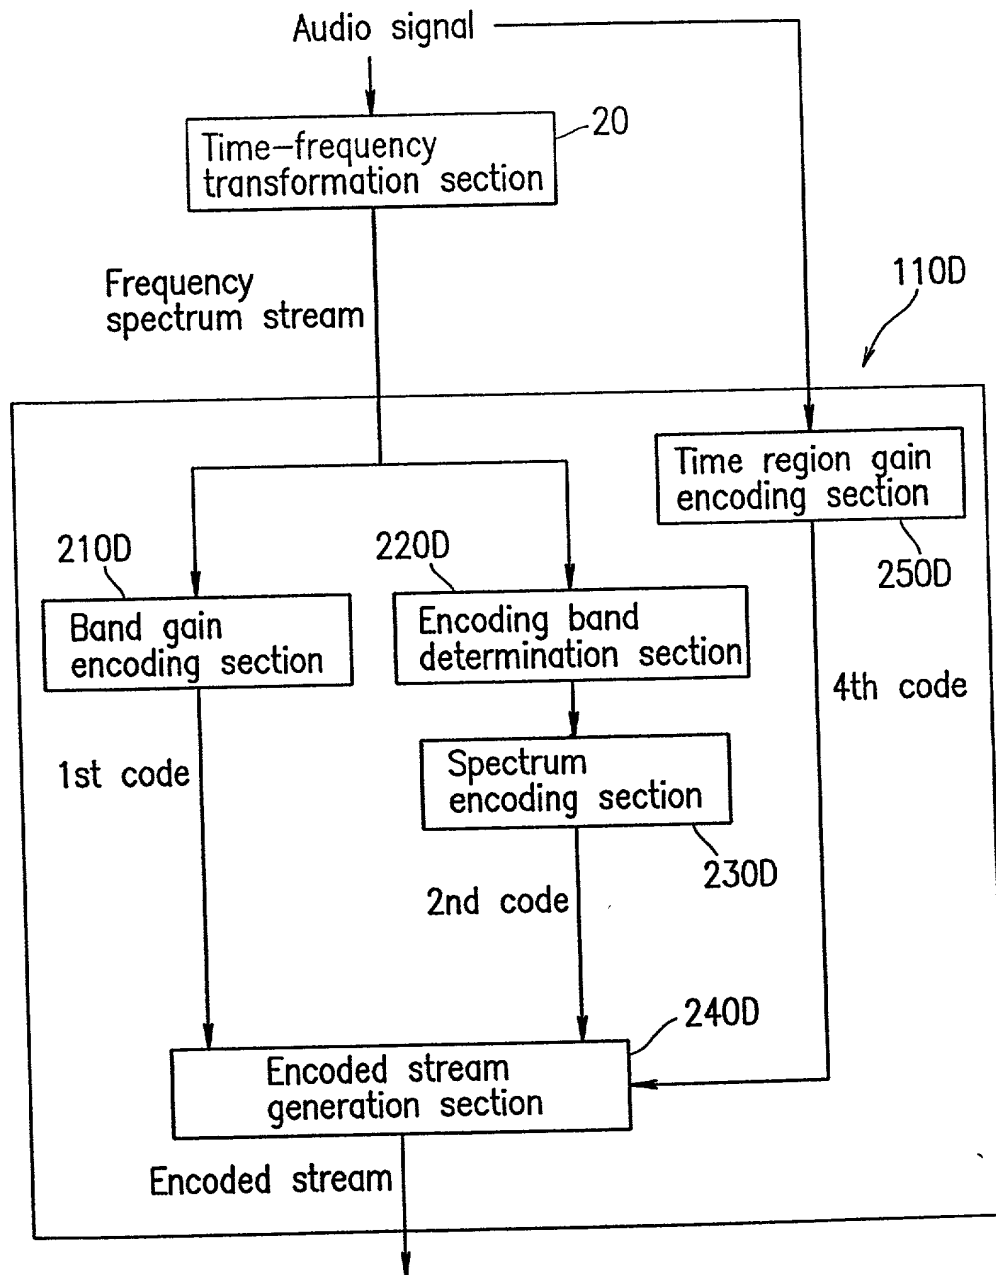 Audio signal
20
Time-frequency
transformation section
110D
Frequency
spectrum stream
Time region gain
encoding section
210D
220D
250D
Band gain
encoding section
Encoding band
determination section
4th code
1st code
Spectrum
encoding section
230D
2nd code
240D
Encoded stream
generation section
Encoded stream